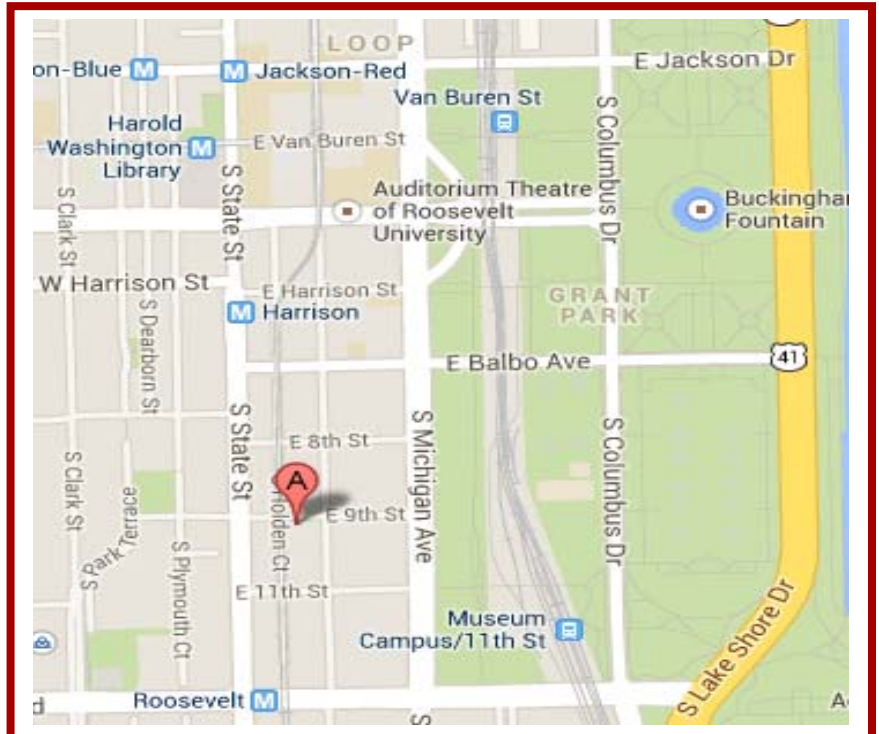 LOOP
on-Blue M
M Jackson-Red
E Jackson Dr
Van Buren St
Harold
Washington M
Library
E Van Buren St
S Clark St
S State St
S Columbus Dr
Auditorium Theatre
of Roosevelt
University
Buckingha
Fountain
W Harrison St
E Harrison St
M Harrison
GRANT
PARK
S Dearborn St
E Balbo Ave
41
S State St
S Michigan Ave
S Columbus Dr
E 8th St
S Clark St
A
Holden Ct
E 9th St
S Park Terrace
S Plymouth Ct
E 11th St
Museum
Campus/11th St
S Lake Shore Dr
Roosevelt M
d
S
A